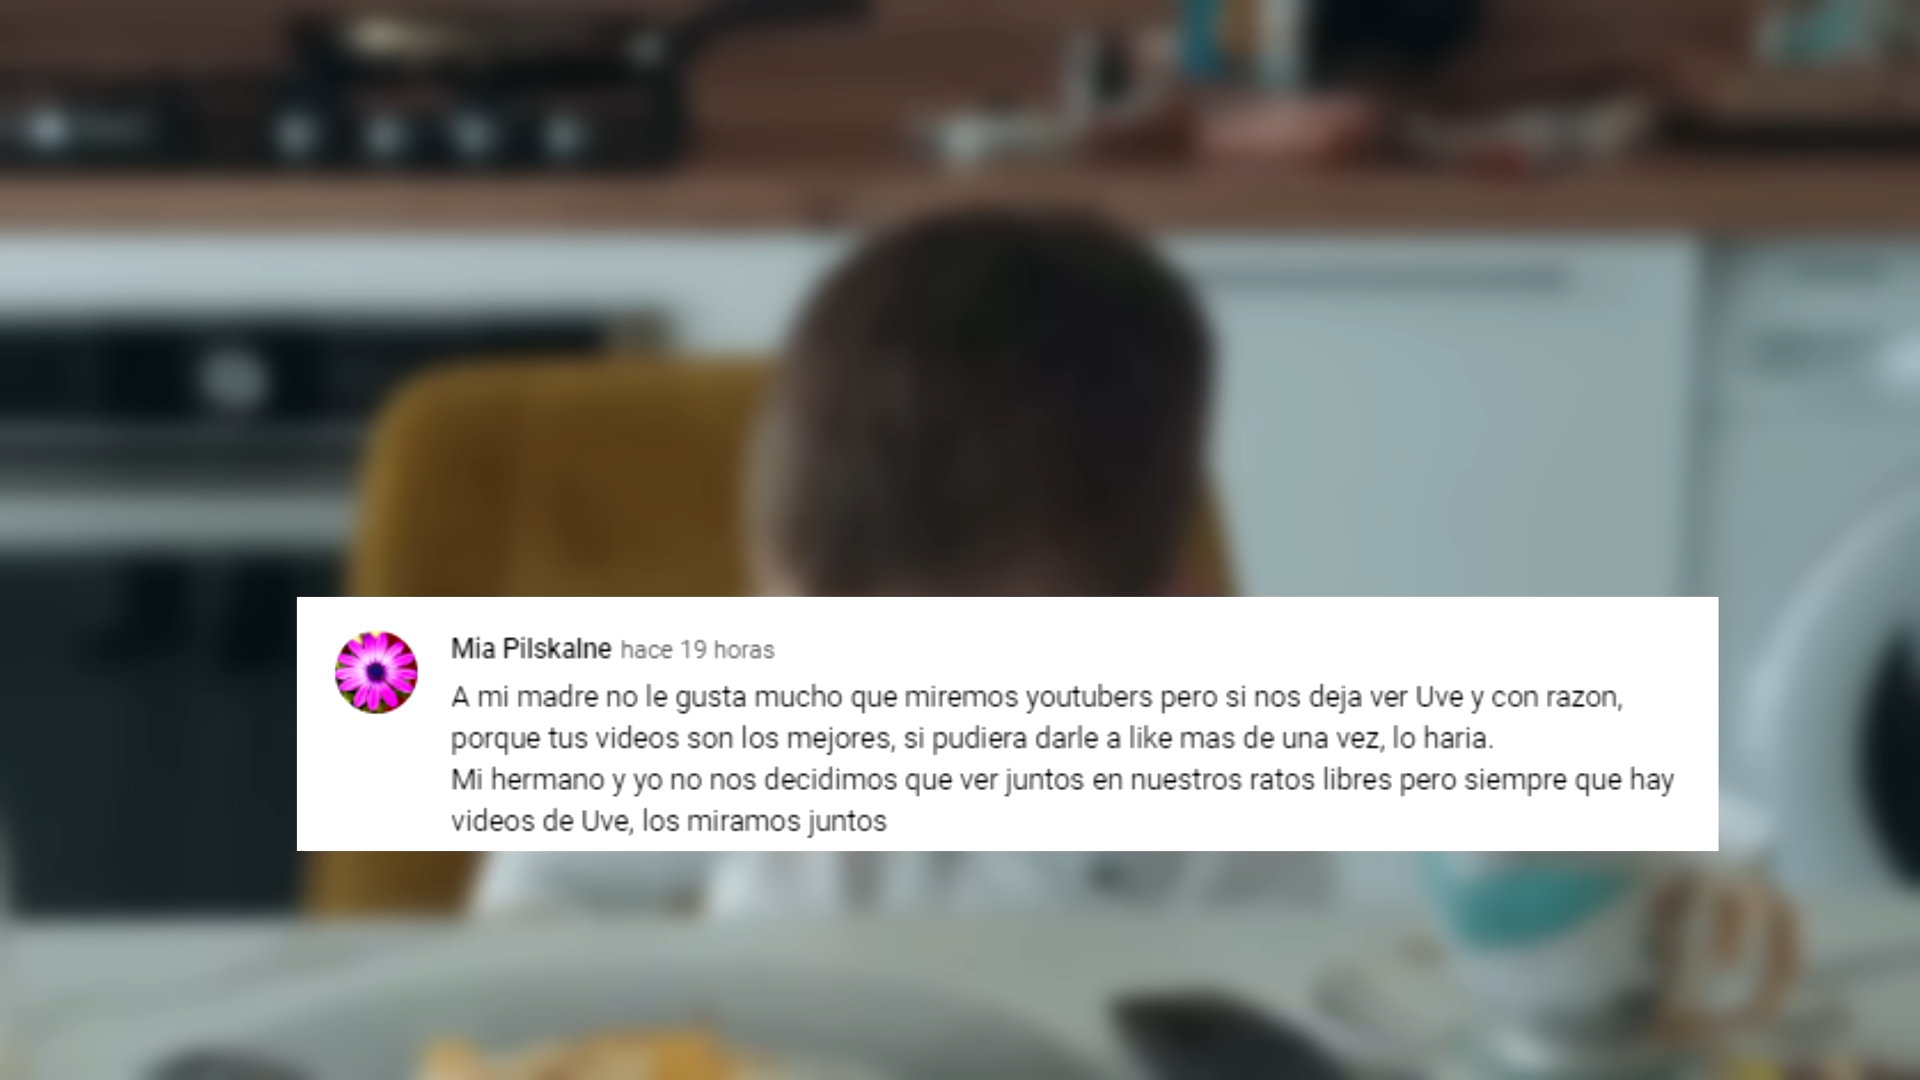 Mia Pilskalne hace 19 horas
A mi madre no le gusta mucho que miremos youtubers pero si nos deja ver Uve y con razon,
porque tus videos son los mejores, si pudiera darle a like mas de una vez, lo haria.
Mi hermano y yo no nos decidimos que ver juntos en nuestros ratos libres pero siempre que hay
videos de Uve, los miramos juntos